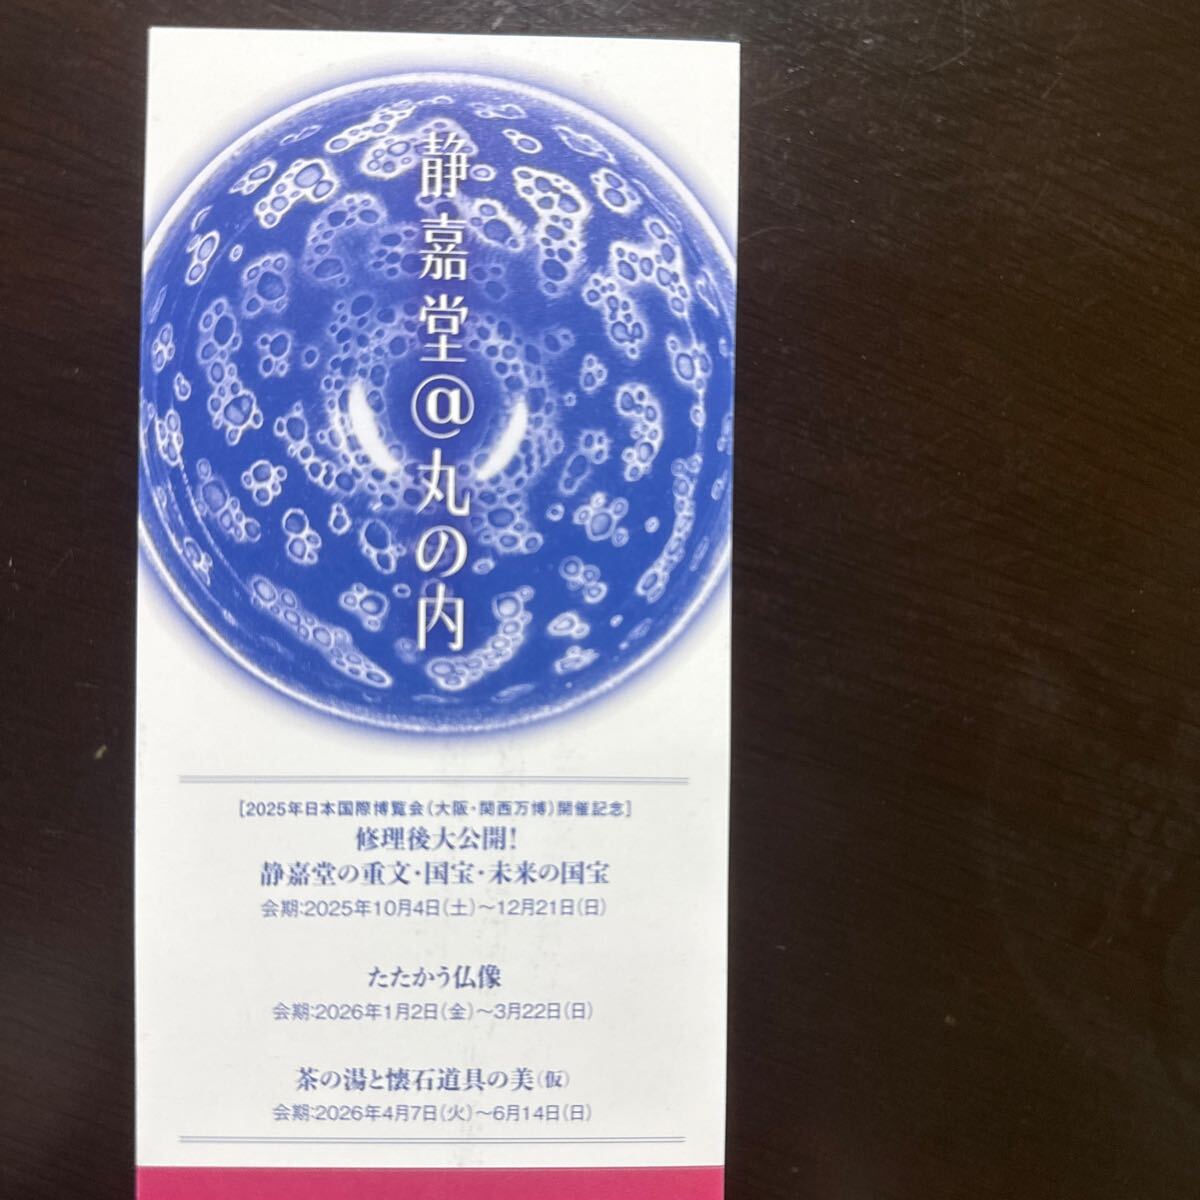 静嘉堂@丸の内
[2025年日本国際博覧会(大阪・関西万博)開催記念]
修理後大公開!
静嘉堂の重文・国宝・未来の国宝
会期:2025年10月4日(土)〜12月21日(日)
たたかう仏像
会期:2026年1月2日(金)〜3月22日(日)
茶の湯と懐石道具の美(仮)
会期:2026年4月7日(火)〜6月14日(日)